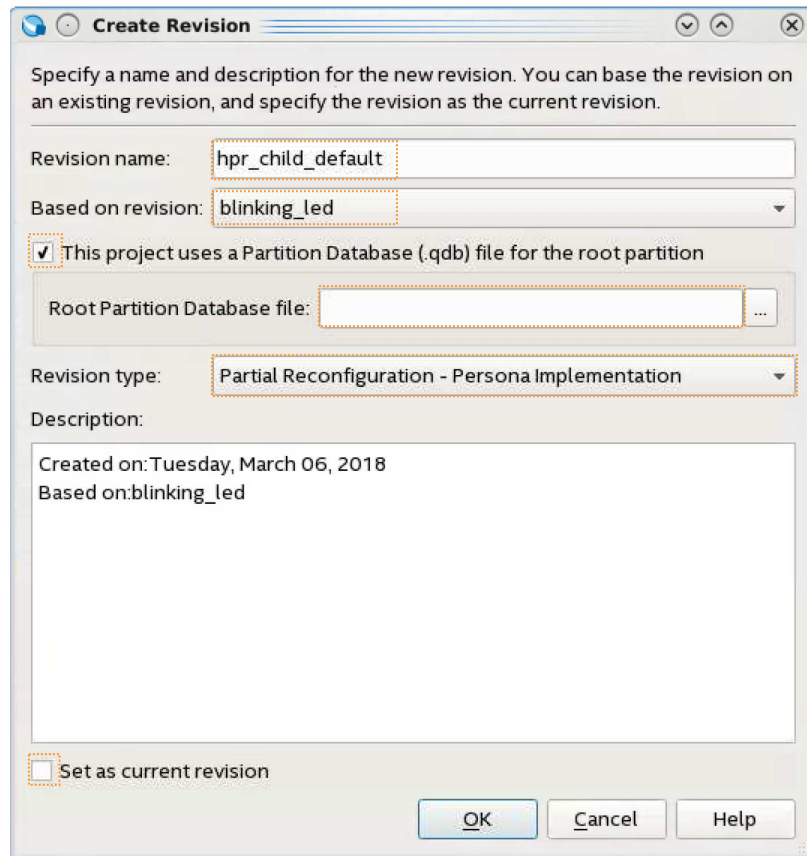 Create Revision
Specify a name and description for the new revision. You can base the revision on
an existing revision, and specify the revision as the current revision.
Revision name: hpr_child_default
Based on revision: blinking_led
This project uses a Partition Database (.qdb) file for the root partition
Root Partition Database file: ...
Revision type: Partial Reconfiguration - Persona Implementation
Description:
Created on:Tuesday, March 06, 2018
Based on:blinking_led
Set as current revision
OK Cancel Help